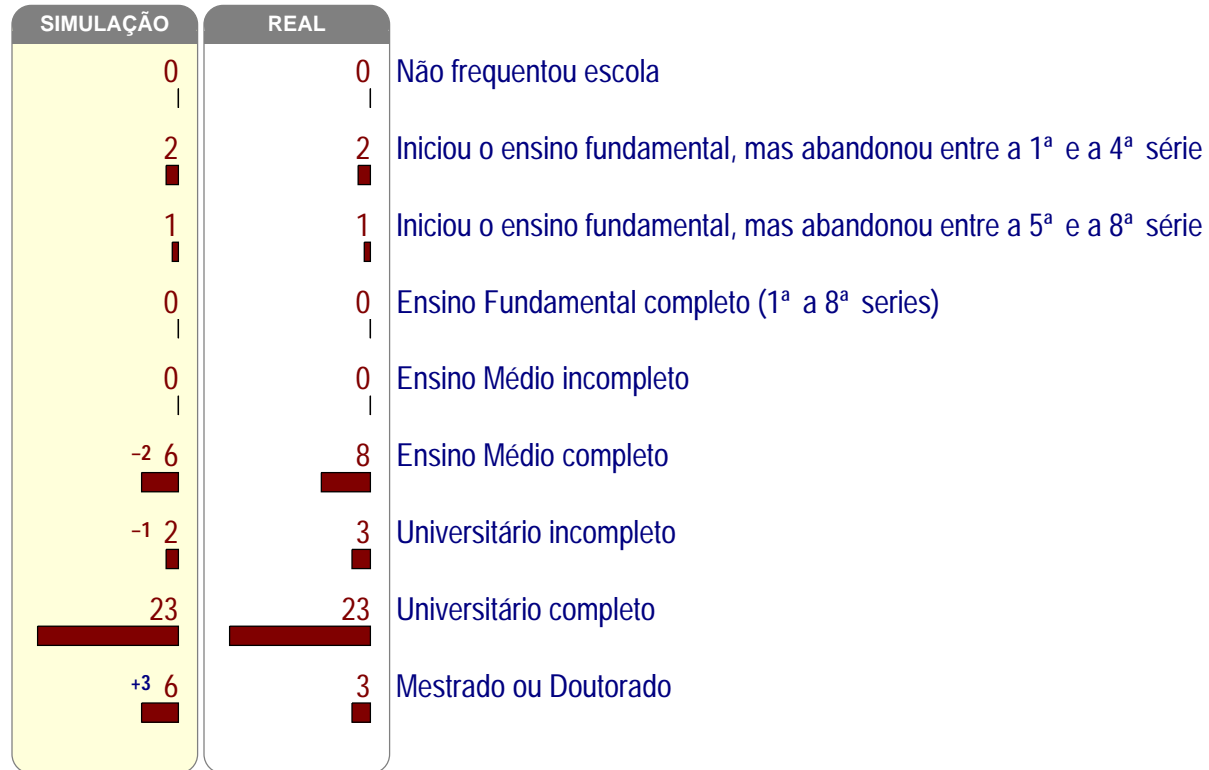 SIMULAÇÃO REAL
0 0 Não frequentou escola
2 2 Iniciou o ensino fundamental, mas abandonou entre a 1ª e a 4ª série
1 1 Iniciou o ensino fundamental, mas abandonou entre a 5ª e a 8ª série
0 0 Ensino Fundamental completo (1ª a 8ª series)
0 0 Ensino Médio incompleto
−2 6 8 Ensino Médio completo
−1 2 3 Universitário incompleto
23 23 Universitário completo
+3 6 3 Mestrado ou Doutorado